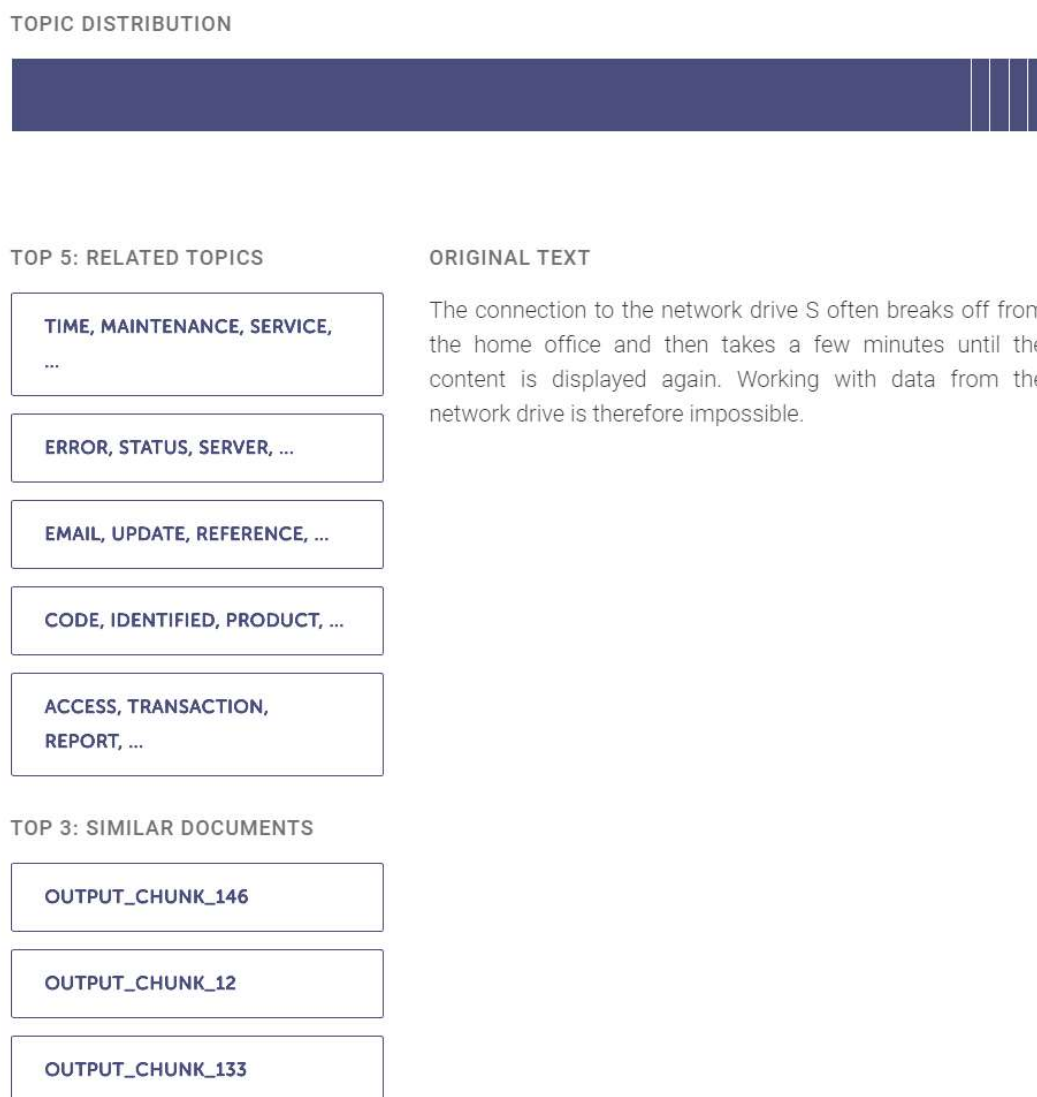 TOPIC DISTRIBUTION
TOP 5: RELATED TOPICS
TIME, MAINTENANCE, SERVICE,
...
ERROR, STATUS, SERVER, ...
EMAIL, UPDATE, REFERENCE, ...
CODE, IDENTIFIED, PRODUCT, ...
ACCESS, TRANSACTION,
REPORT, ...
TOP 3: SIMILAR DOCUMENTS
OUTPUT_CHUNK_146
OUTPUT_CHUNK_12
OUTPUT_CHUNK_133
ORIGINAL TEXT
The connection to the network drive S often breaks off from
the home office and then takes a few minutes until the
content is displayed again. Working with data from the
network drive is therefore impossible.